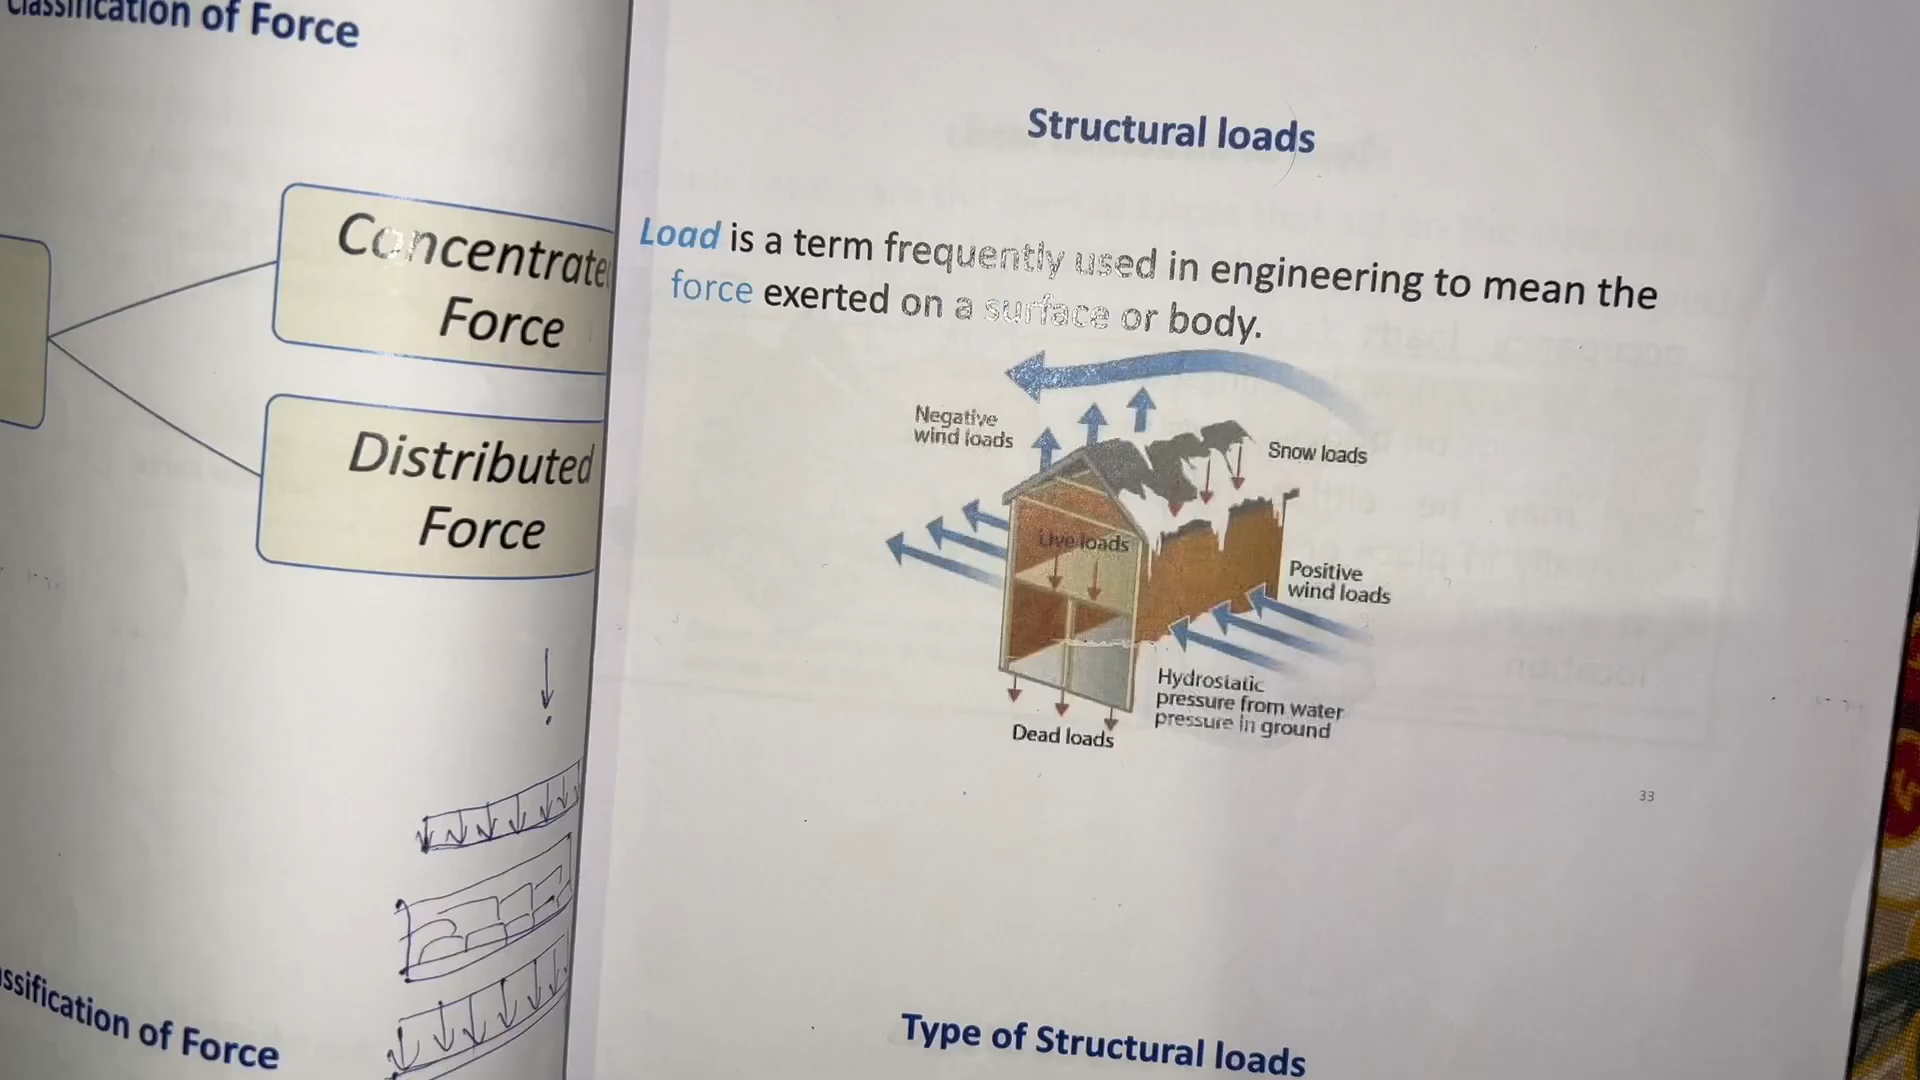 Classification of Force
Concentrate
Force
Distributed
Force
ssification of Force
Structural loads
Load is a term frequently used in engineering to mean the
force exerted on a surface or body.
Negative
wind loads
Snow loads
Live loads
Positive
wind loads
Hydrostatic
pressure from water
pressure in ground
Dead loads
33
Type of Structural loads